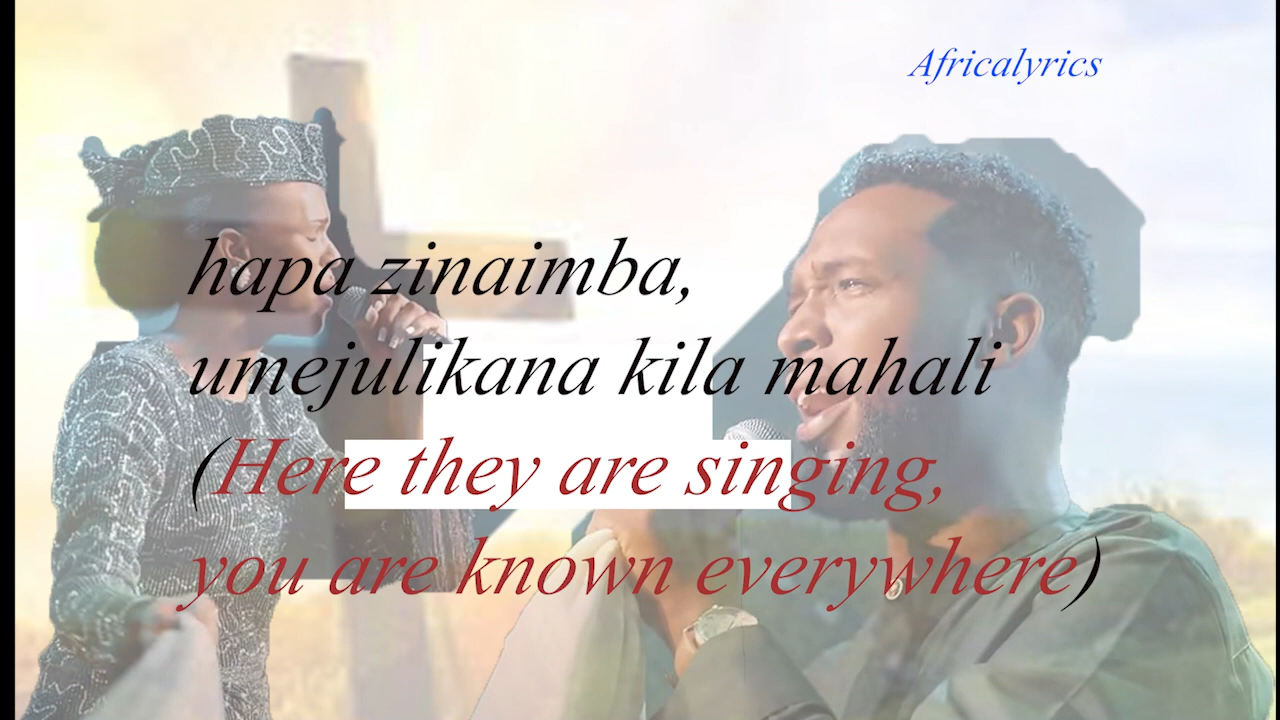 Africalyrics
hapa zinaimba,
umejulikana kila mahali
(Here they are singing,
you are known everywhere)